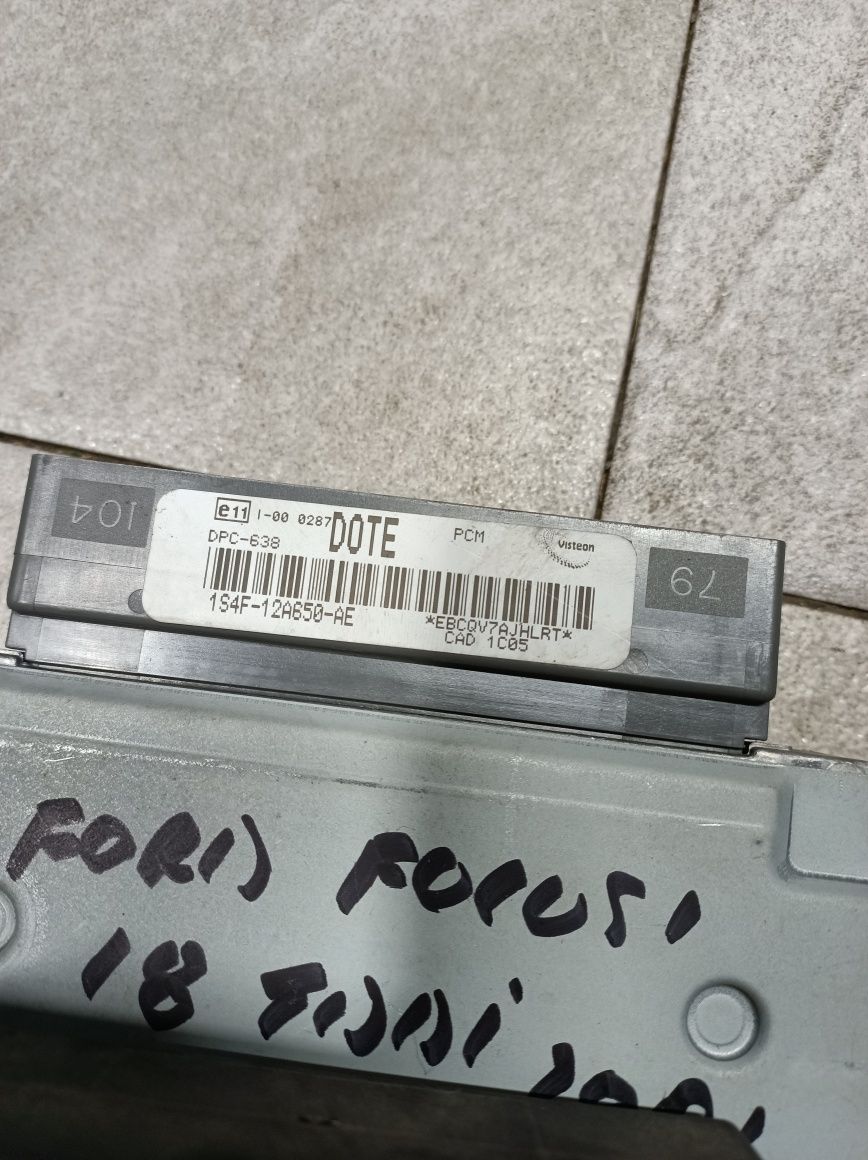 104
e11 I-00 0287 DOTE PCM Visteon
79
DPC-638
1S4F-12A650-AE *EBCQV7AJHLRT*
CAD 1C05
FORD FOCUS 1
18 TDDi